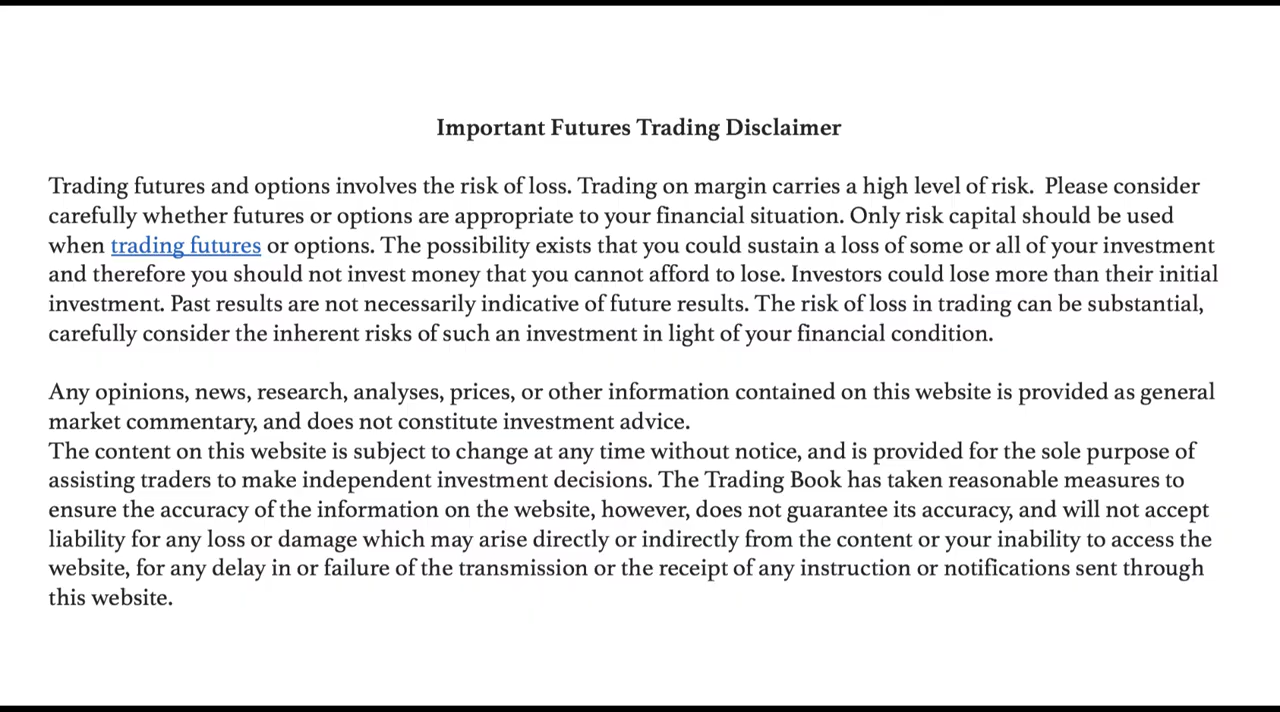 Important Futures Trading Disclaimer
Trading futures and options involves the risk of loss. Trading on margin carries a high level of risk.  Please consider
carefully whether futures or options are appropriate to your financial situation. Only risk capital should be used
when trading futures or options. The possibility exists that you could sustain a loss of some or all of your investment
and therefore you should not invest money that you cannot afford to lose. Investors could lose more than their initial
investment. Past results are not necessarily indicative of future results. The risk of loss in trading can be substantial,
carefully consider the inherent risks of such an investment in light of your financial condition.
Any opinions, news, research, analyses, prices, or other information contained on this website is provided as general
market commentary, and does not constitute investment advice.
The content on this website is subject to change at any time without notice, and is provided for the sole purpose of
assisting traders to make independent investment decisions. The Trading Book has taken reasonable measures to
ensure the accuracy of the information on the website, however, does not guarantee its accuracy, and will not accept
liability for any loss or damage which may arise directly or indirectly from the content or your inability to access the
website, for any delay in or failure of the transmission or the receipt of any instruction or notifications sent through
this website.